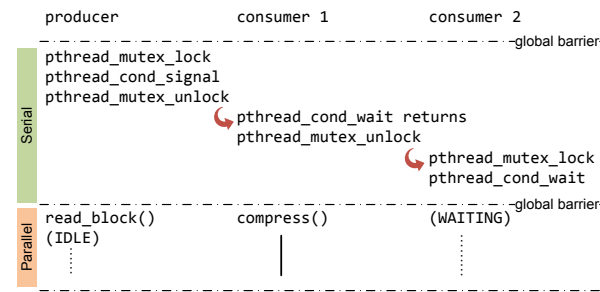 producer consumer 1 consumer 2
global barrier
pthread_mutex_lock
pthread_cond_signal
pthread_mutex_unlock
pthread_cond_wait returns
pthread_mutex_unlock
pthread_mutex_lock
pthread_cond_wait
Serial
global barrier
read_block() compress() (WAITING)
(IDLE)
Parallel